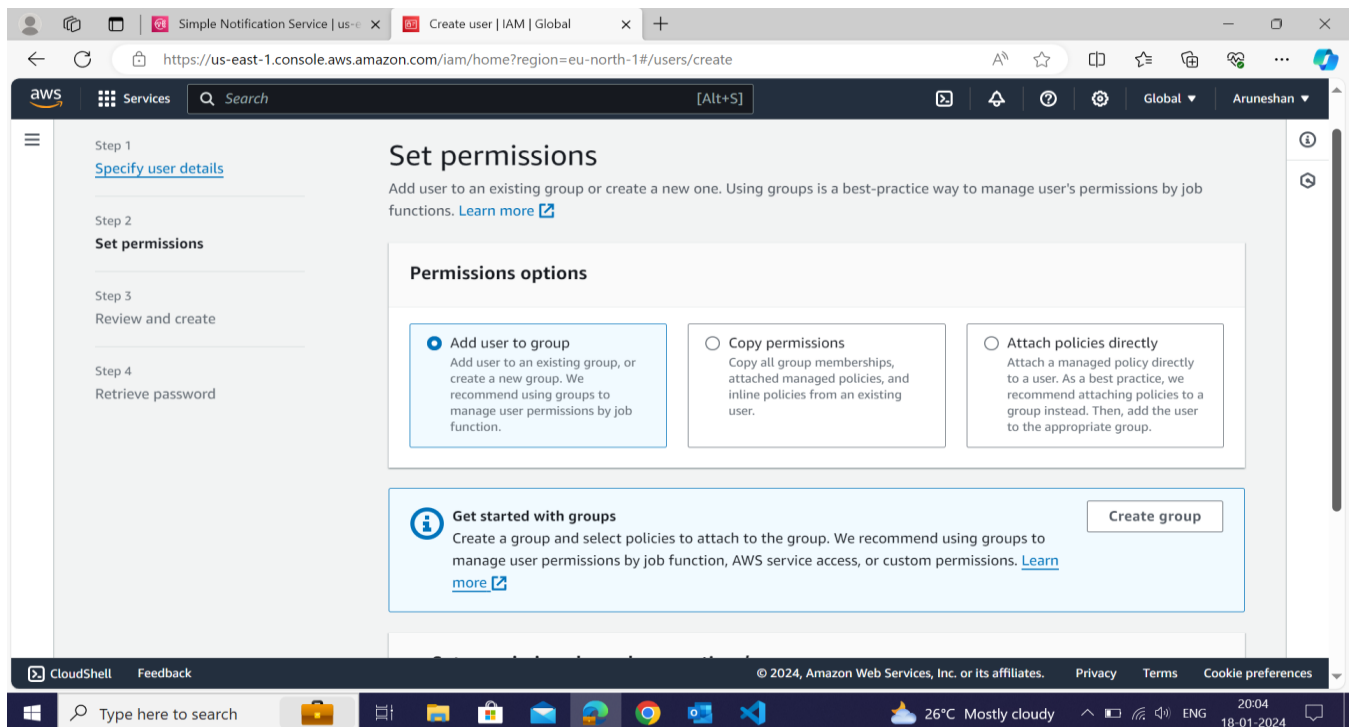 Simple Notification Service | us-e
Create user | IAM | Global
https://us-east-1.console.aws.amazon.com/iam/home?region=eu-north-1#/users/create
aws
Services
Search
[Alt+S]
Global
Aruneshan
Step 1
Specify user details
Step 2
Set permissions
Step 3
Review and create
Step 4
Retrieve password
Set permissions
Add user to an existing group or create a new one. Using groups is a best-practice way to manage user's permissions by job
functions. Learn more
Permissions options
Add user to group
Add user to an existing group, or
create a new group. We
recommend using groups to
manage user permissions by job
function.
Copy permissions
Copy all group memberships,
attached managed policies, and
inline policies from an existing
user.
Attach policies directly
Attach a managed policy directly
to a user. As a best practice, we
recommend attaching policies to a
group instead. Then, add the user
to the appropriate group.
Get started with groups
Create a group and select policies to attach to the group. We recommend using groups to
manage user permissions by job function, AWS service access, or custom permissions. Learn
more
Create group
CloudShell
Feedback
© 2024, Amazon Web Services, Inc. or its affiliates.
Privacy
Terms
Cookie preferences
Type here to search
26°C Mostly cloudy
ENG
20:04
18-01-2024